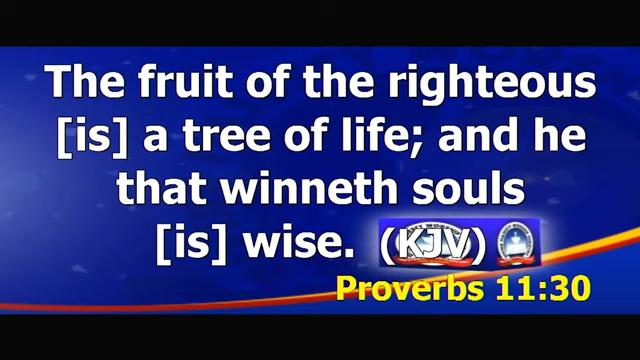 The fruit of the righteous
[is] a tree of life; and he
that winneth souls
[is] wise. (KJV)
Proverbs 11:30